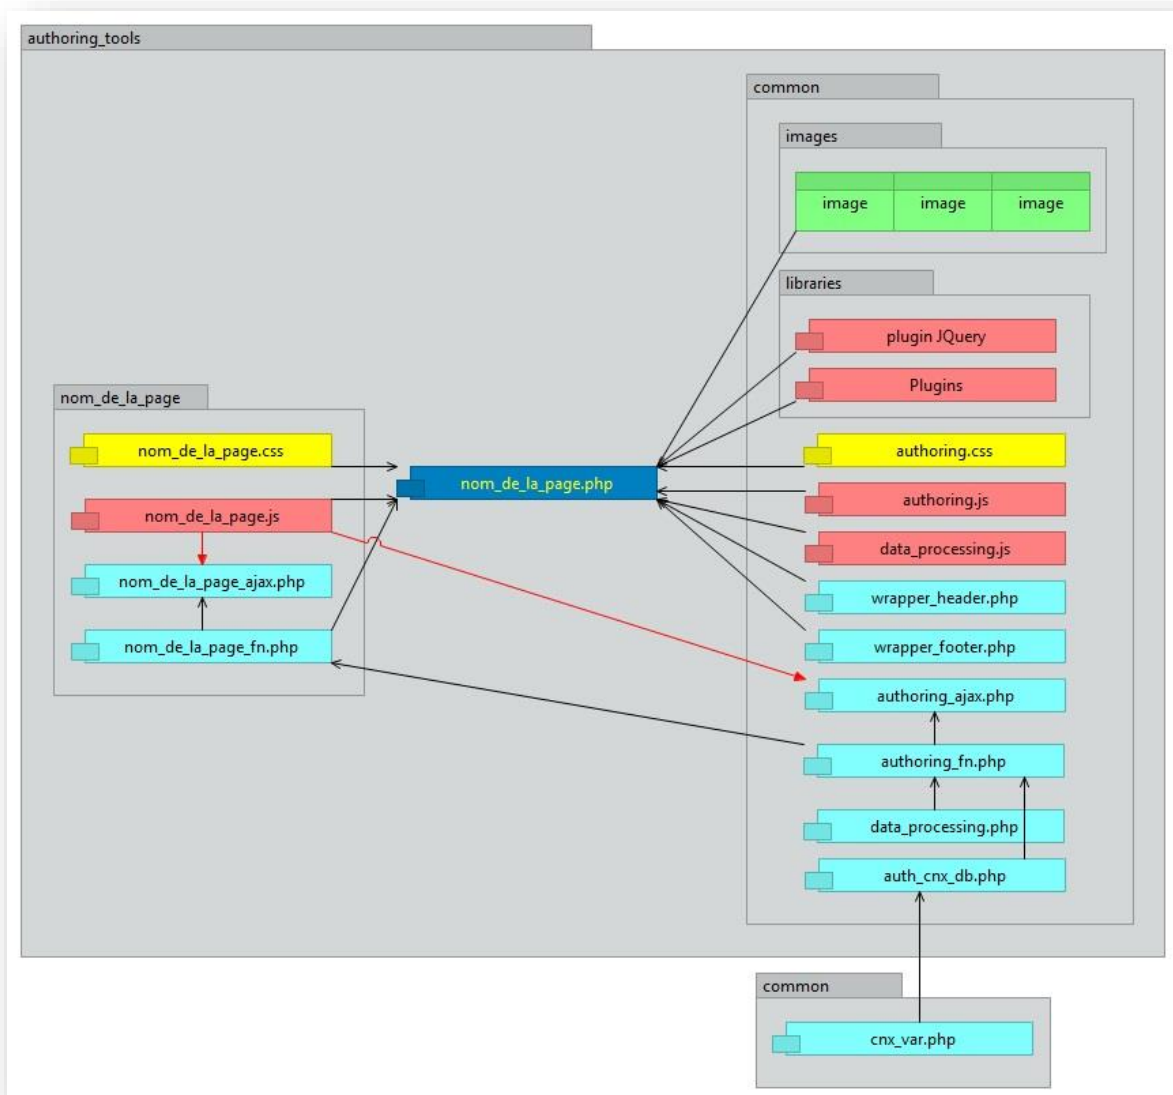 authoring_tools
common
images
image
image
image
libraries
plugin JQuery
Plugins
nom_de_la_page
nom_de_la_page.css
nom_de_la_page.js
nom_de_la_page_ajax.php
nom_de_la_page_fn.php
nom_de_la_page.php
authoring.css
authoring.js
data_processing.js
wrapper_header.php
wrapper_footer.php
authoring_ajax.php
authoring_fn.php
data_processing.php
auth_cnx_db.php
common
cnx_var.php